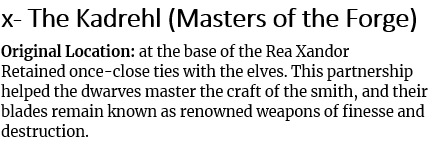 x- The Kadrehl (Masters of the Forge)
Original Location: at the base of the Rea Xandor
Retained once-close ties with the elves. This partnership
helped the dwarves master the craft of the smith, and their
blades remain known as renowned weapons of finesse and
destruction.